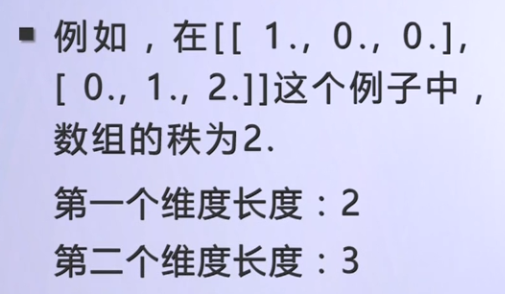 ▪ 例如，在[[ 1., 0., 0.],
[ 0., 1., 2.]]这个例子中，
数组的秩为2.
第一个维度长度：2
第二个维度长度：3